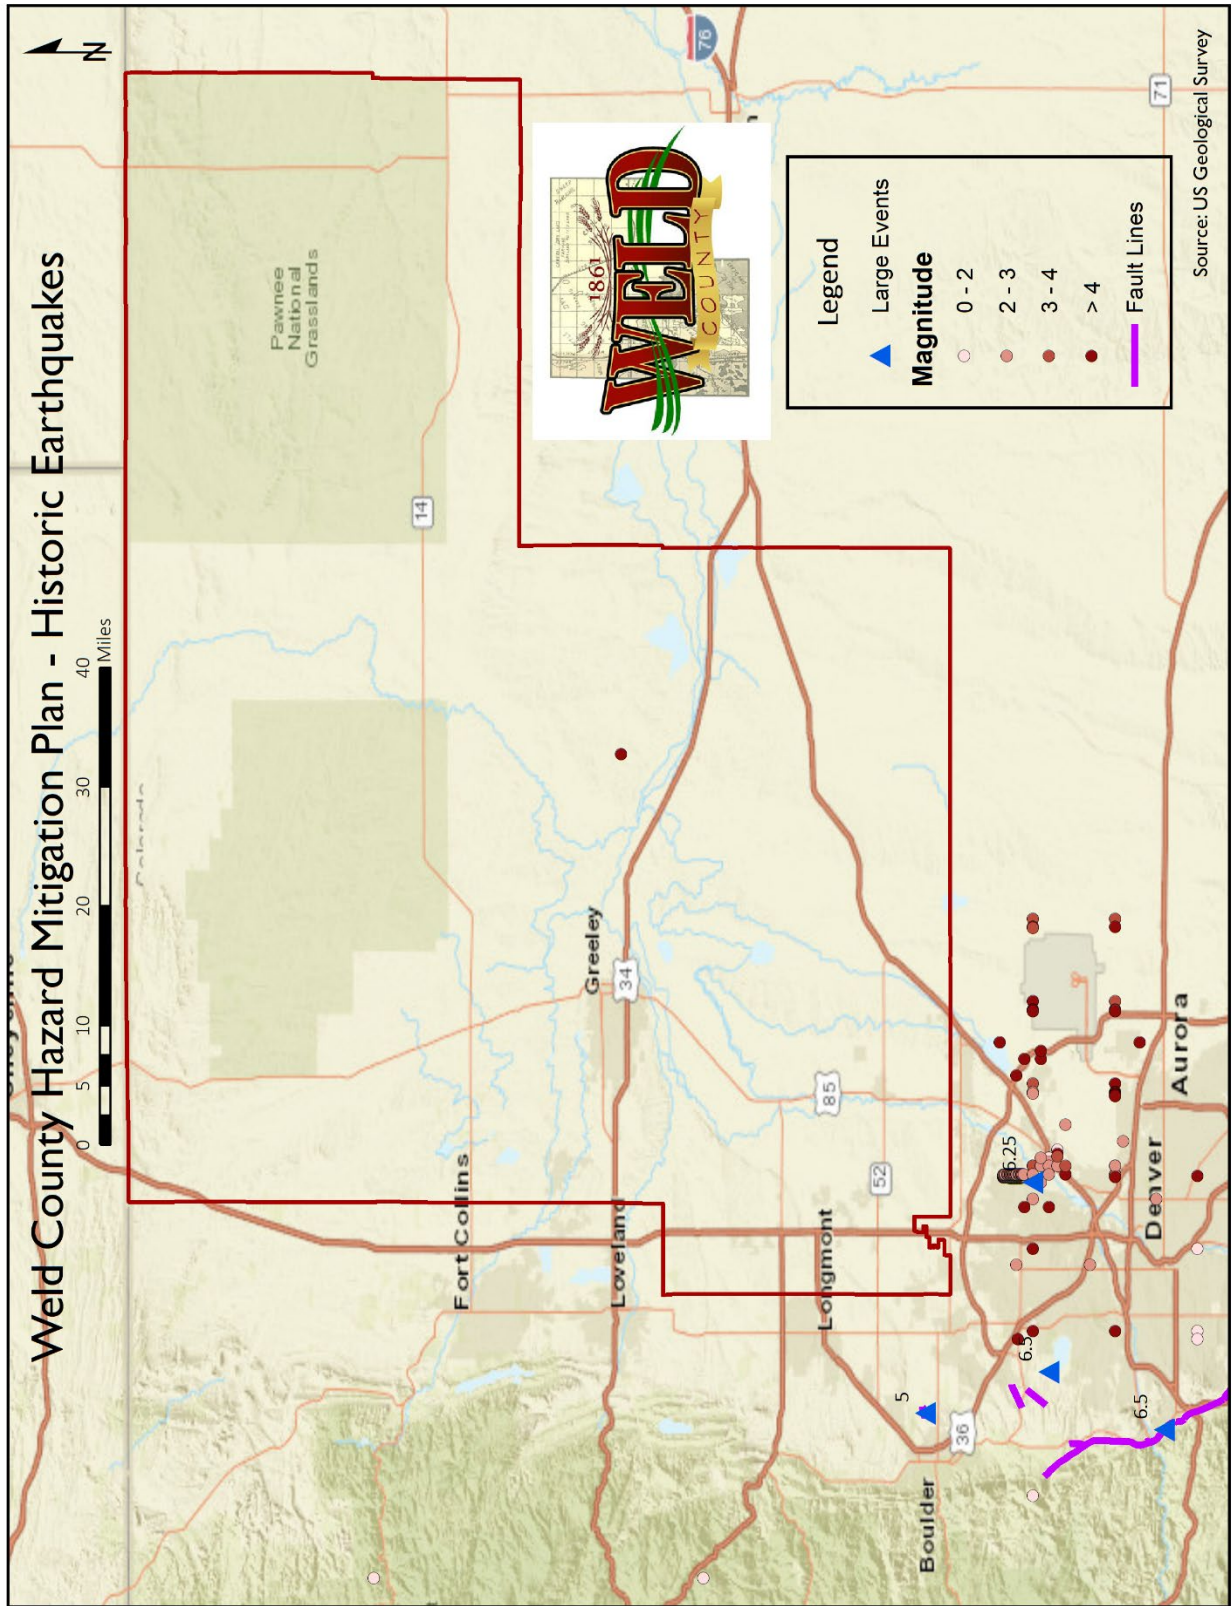 Weld County Hazard Mitigation Plan - Historic Earthquakes
N
0 5 10 20 30 40
Miles
Colorado
Pawnee
National
Grasslands
14
76
Fort Collins
Greeley
Loveland
34
1861
WELD
COUNTY
85
Longmont
52
5
36
Boulder
6.25
6.5
6.5
Denver
Aurora
71
Legend
Large Events
Magnitude
0 - 2
2 - 3
3 - 4
>4
Fault Lines
Source: US Geological Survey